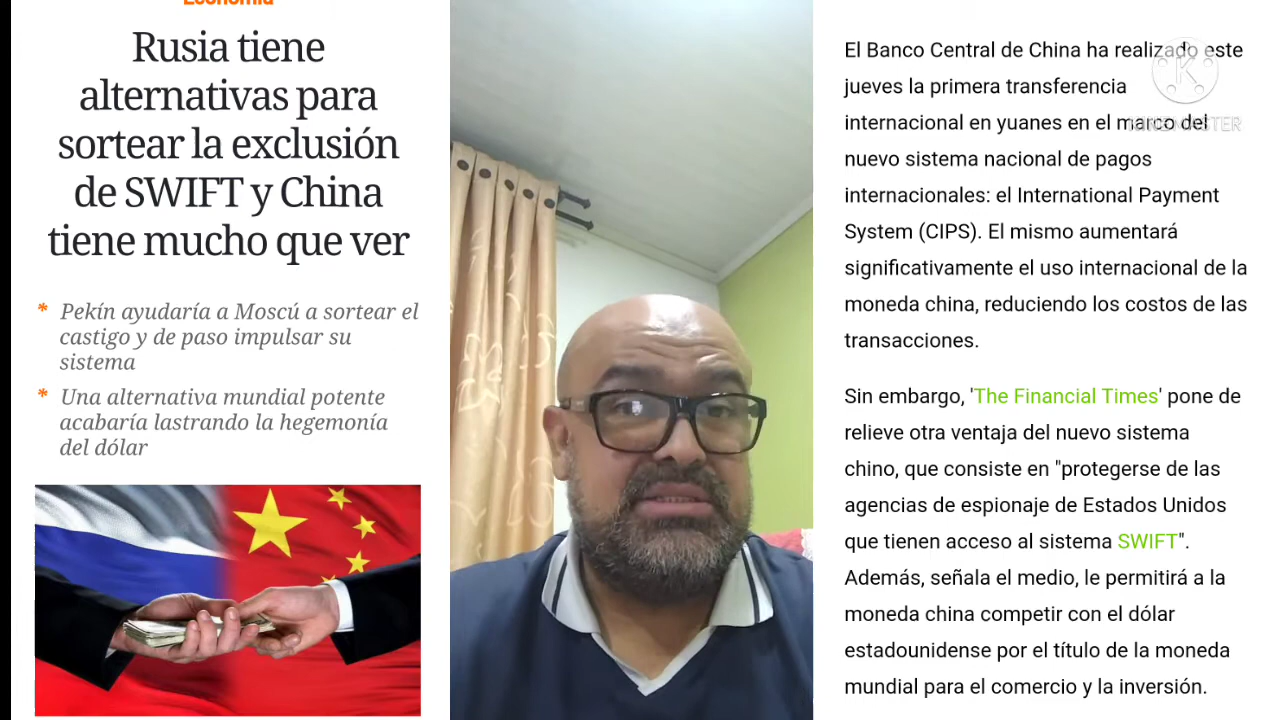 Economía
Rusia tiene
alternativas para
sortear la exclusión
de SWIFT y China
tiene mucho que ver
* Pekín ayudaría a Moscú a sortear el
castigo y de paso impulsar su
sistema
* Una alternativa mundial potente
acabaría lastrando la hegemonía
del dólar
El Banco Central de China ha realizado este
jueves la primera transferencia
internacional en yuanes en el marco del
nuevo sistema nacional de pagos
internacionales: el International Payment
System (CIPS). El mismo aumentará
significativamente el uso internacional de la
moneda china, reduciendo los costos de las
transacciones.
Sin embargo, 'The Financial Times' pone de
relieve otra ventaja del nuevo sistema
chino, que consiste en "protegerse de las
agencias de espionaje de Estados Unidos
que tienen acceso al sistema SWIFT".
Además, señala el medio, le permitirá a la
moneda china competir con el dólar
estadounidense por el título de la moneda
mundial para el comercio y la inversión.
K
KINEMASTER